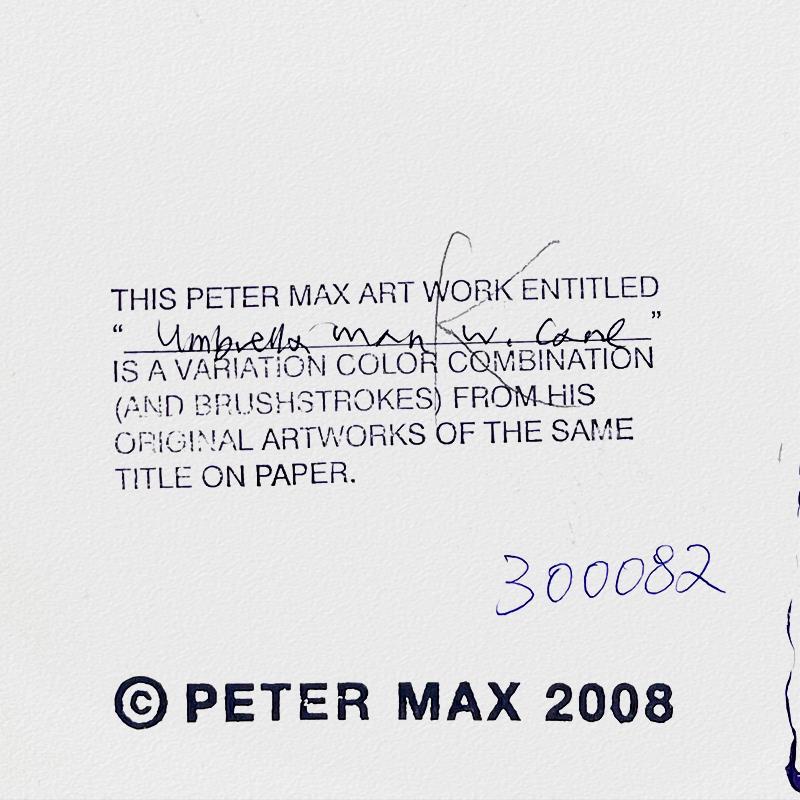 THIS PETER MAX ART WORK ENTITLED
“ Umbrella man w. Cane ”
IS A VARIATION COLOR COMBINATION
(AND BRUSHSTROKES) FROM HIS
ORIGINAL ARTWORKS OF THE SAME
TITLE ON PAPER.
300082
© PETER MAX 2008